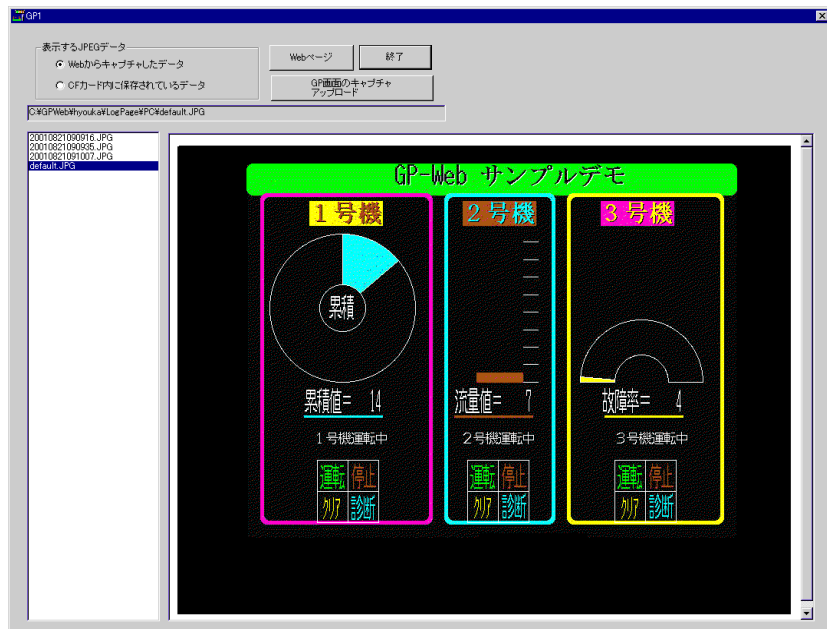 GP1
表示するJPEGデータ
Webからキャプチャしたデータ
CFカード内に保存されているデータ
Webページ
終了
GP画面のキャプチャ
アップロード
C:¥GPWeb¥hyouka¥LogPage¥PC¥default.JPG
20010821090916.JPG
20010821090935.JPG
20010821091007.JPG
default.JPG
GP-Web サンプルデモ
1号機
2号機
3号機
累積
累積値= 14
流量値= 7
故障率= 4
1号機運転中
2号機運転中
3号機運転中
運転 停止
クリア 診断
運転 停止
クリア 診断
運転 停止
クリア 診断